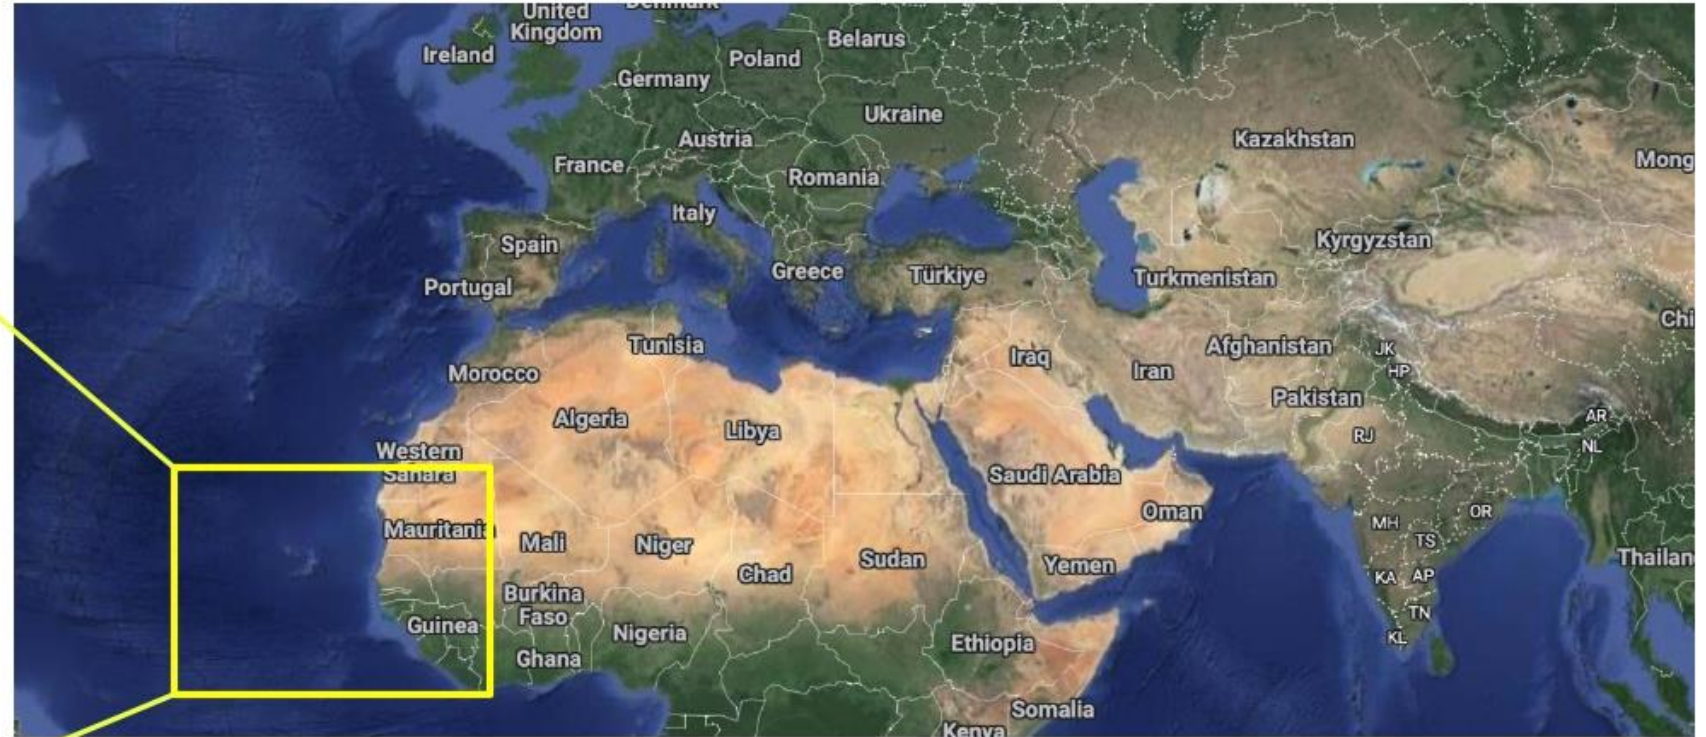 Denmark
United
Kingdom
Ireland
Belarus
Poland
Germany
Ukraine
Austria
Kazakhstan
France
Mong
Romania
Italy
Spain
Kyrgyzstan
Greece
Türkiye
Turkmenistan
Portugal
Chi
Tunisia
Iraq
Afghanistan
JK
Morocco
Iran
HP
Pakistan
Algeria
AR
Libya
RJ
NL
Western
Sahara
Saudi Arabia
Oman
OR
MH
Mauritania
Mali
Niger
TS
Sudan
Thailan
Yemen
Chad
KA
AP
Burkina
Faso
TN
Guinea
Nigeria
KL
Ethiopia
Ghana
Somalia
Kenya